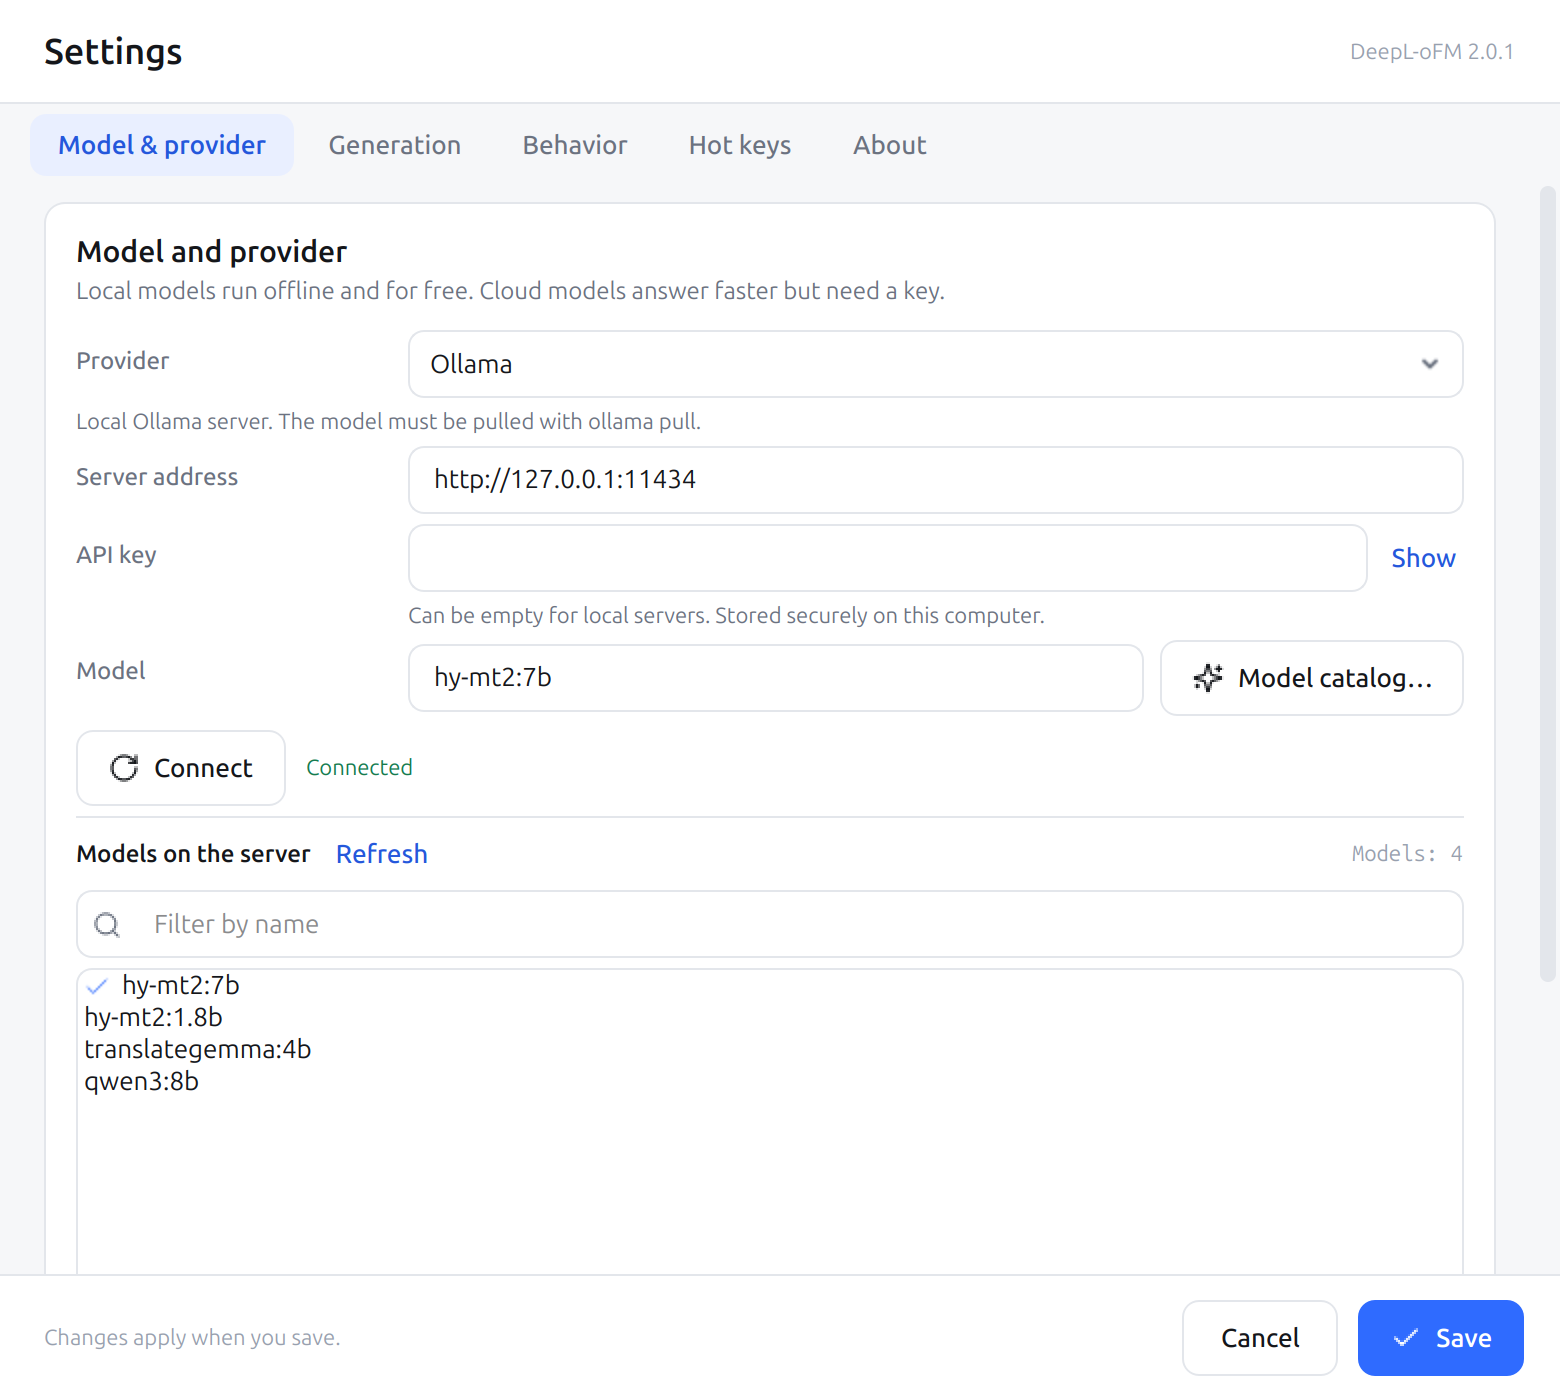 Settings
DeepL-oFM 2.0.1
Model & provider
Generation
Behavior
Hot keys
About
Model and provider
Local models run offline and for free. Cloud models answer faster but need a key.
Provider
Ollama
Local Ollama server. The model must be pulled with ollama pull.
Server address
http://127.0.0.1:11434
API key
Show
Can be empty for local servers. Stored securely on this computer.
Model
hy-mt2:7b
Model catalog...
Connect
Connected
Models on the server
Refresh
Models: 4
Filter by name
hy-mt2:7b
hy-mt2:1.8b
translategemma:4b
qwen3:8b
Changes apply when you save.
Cancel
Save